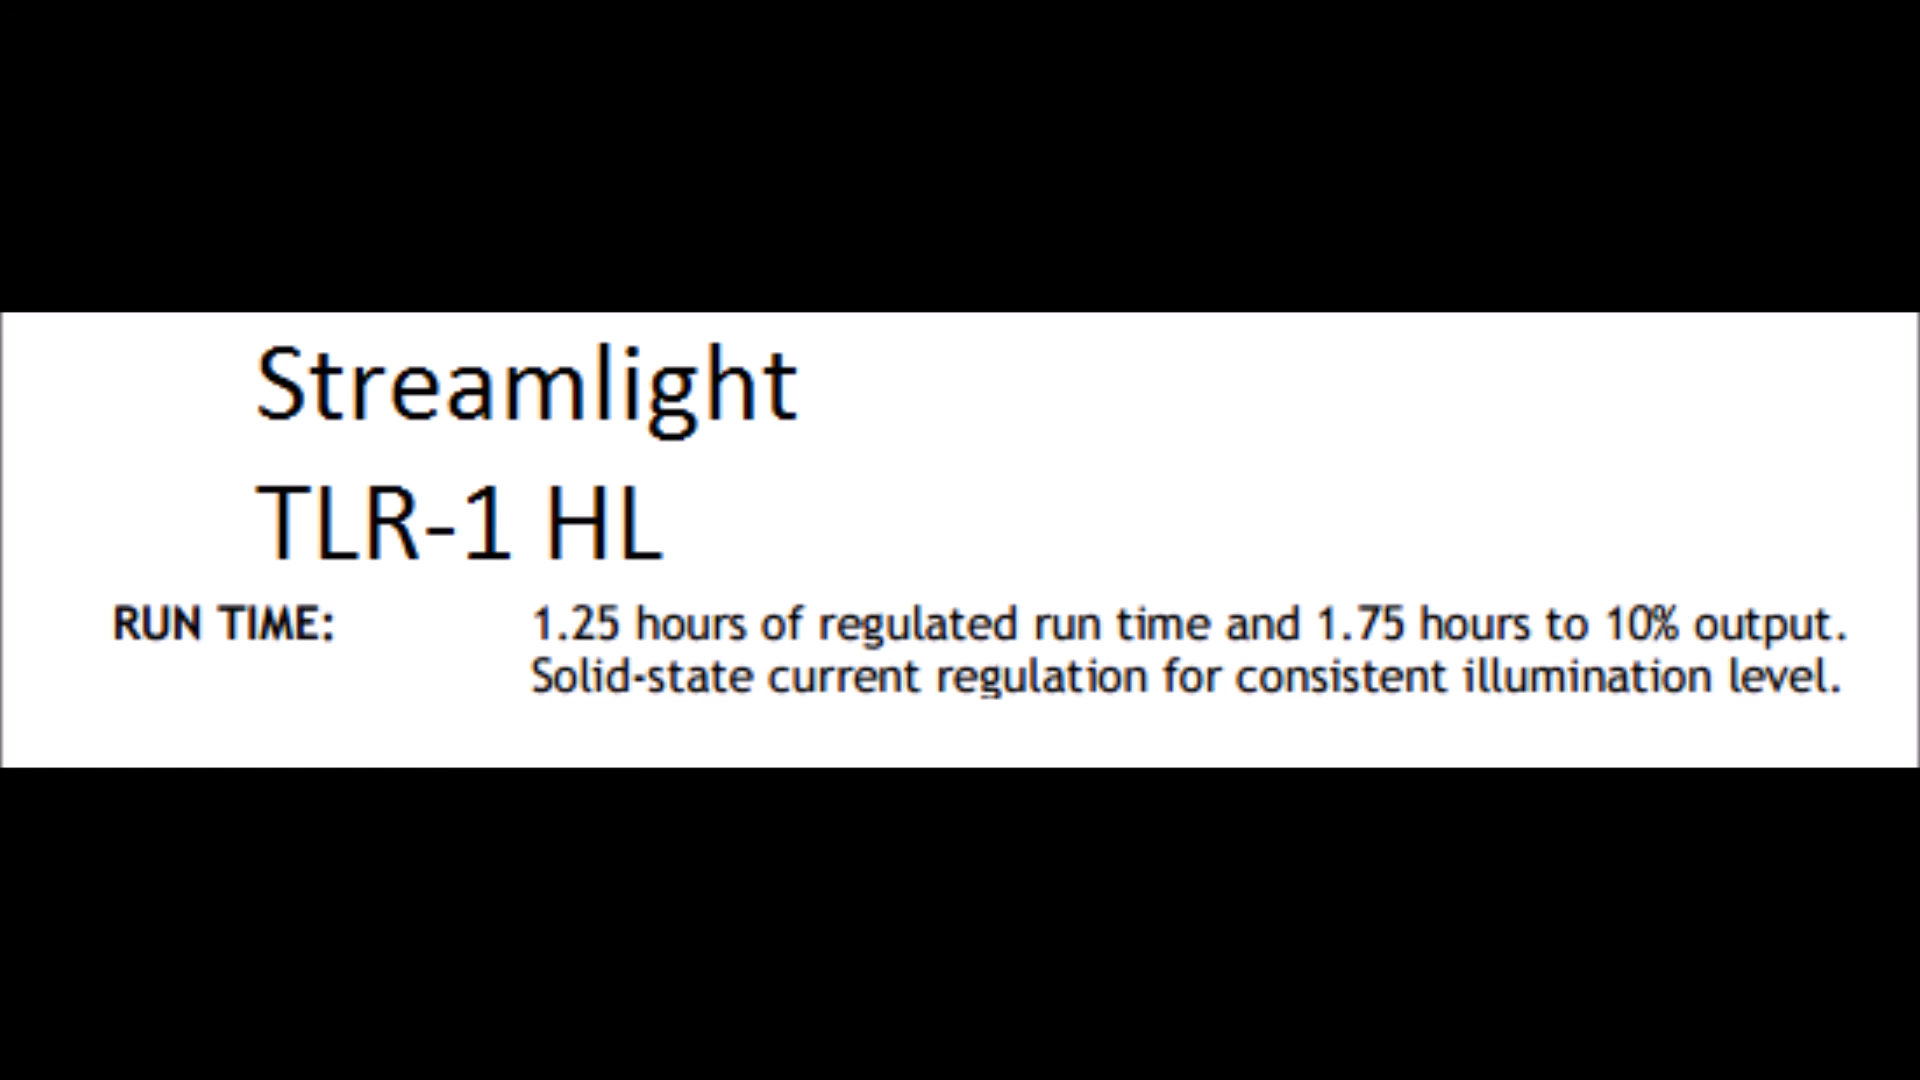 Streamlight
TLR-1 HL
RUN TIME: 1.25 hours of regulated run time and 1.75 hours to 10% output.
Solid-state current regulation for consistent illumination level.